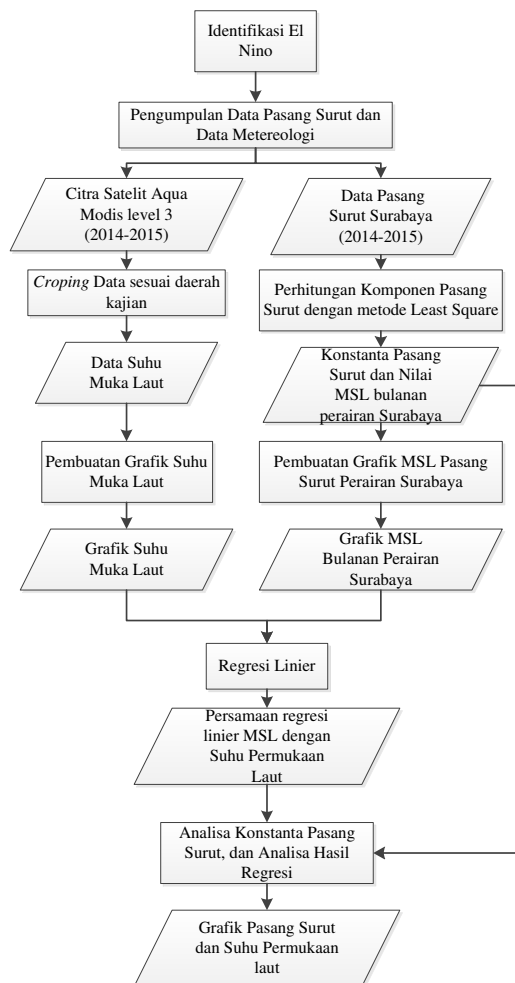 Identifikasi El
Nino
Pengumpulan Data Pasang Surut dan
Data Metereologi
Citra Satelit Aqua
Modis level 3
(2014-2015)
Data Pasang
Surut Surabaya
(2014-2015)
Croping Data sesuai daerah
kajian
Perhitungan Komponen Pasang
Surut dengan metode Least Square
Data Suhu
Muka Laut
Konstanta Pasang
Surut dan Nilai
MSL bulanan
perairan Surabaya
Pembuatan Grafik Suhu
Muka Laut
Pembuatan Grafik MSL Pasang
Surut Perairan Surabaya
Grafik Suhu
Muka Laut
Grafik MSL
Bulanan Perairan
Surabaya
Regresi Linier
Persamaan regresi
linier MSL dengan
Suhu Permukaan
Laut
Analisa Konstanta Pasang
Surut, dan Analisa Hasil
Regresi
Grafik Pasang Surut
dan Suhu Permukaan
laut